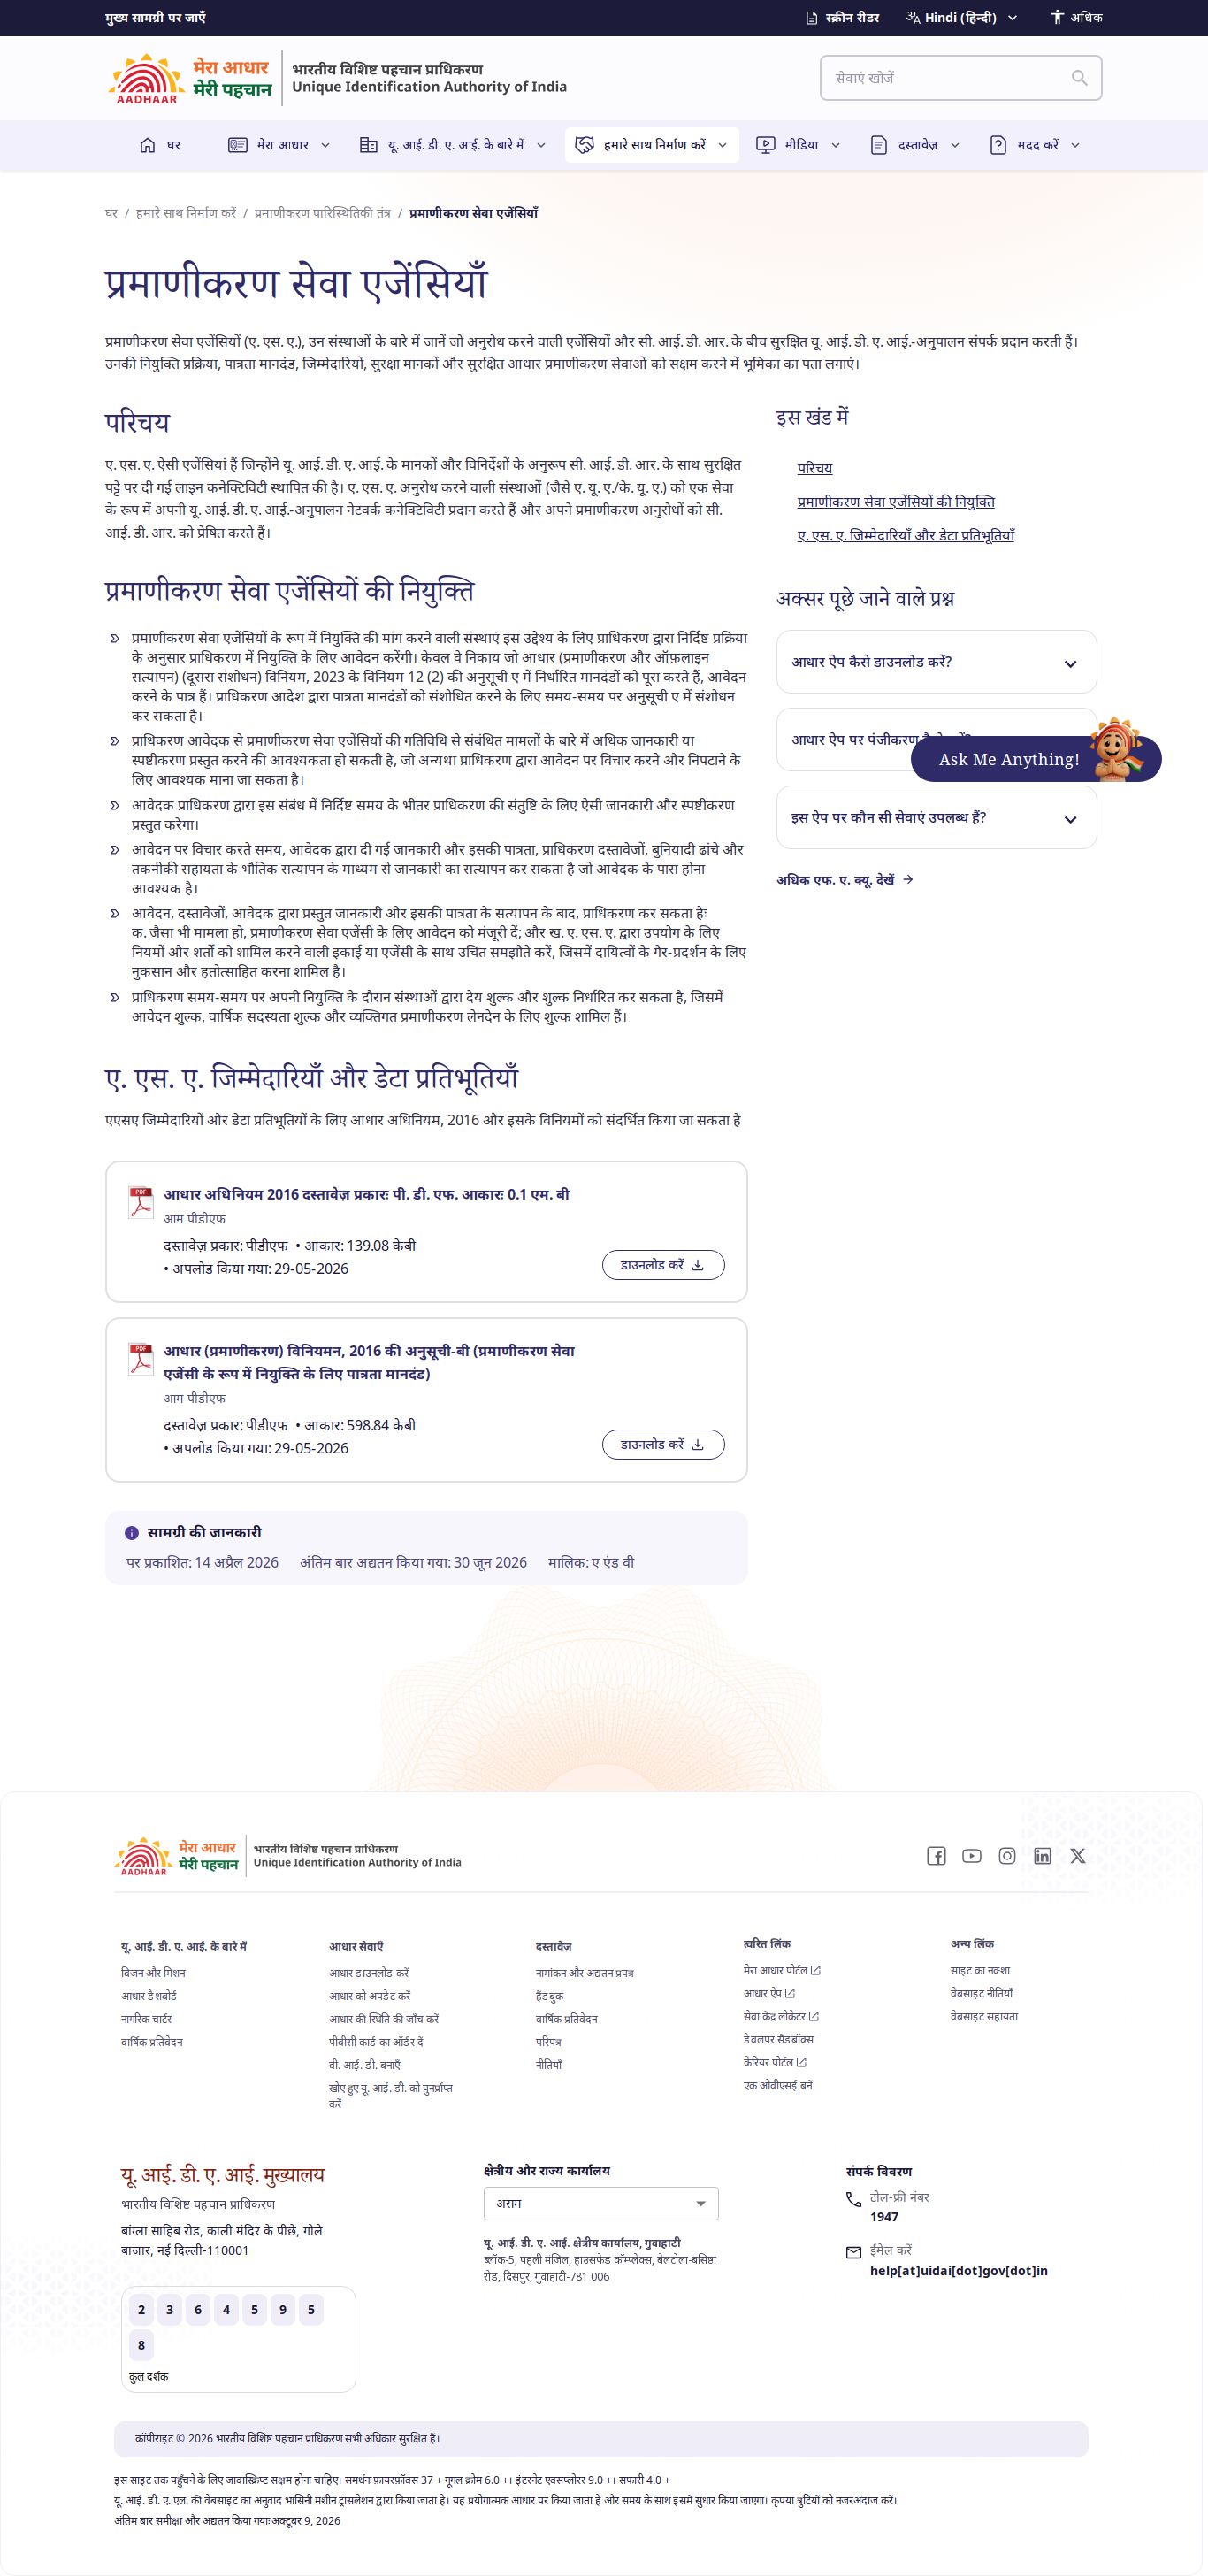 मुख्य सामग्री पर जाएँ
स्क्रीन रीडर
Hindi (हिन्दी)
अधिक
AADHAAR
मेरा आधार
मेरी पहचान
भारतीय विशिष्ट पहचान प्राधिकरण
Unique Identification Authority of India
सेवाएं खोजें
घर
मेरा आधार
यू. आई. डी. ए. आई. के बारे में
हमारे साथ निर्माण करें
मीडिया
दस्तावेज़
मदद करें
घर / हमारे साथ निर्माण करें / प्रमाणीकरण पारिस्थितिकी तंत्र / प्रमाणीकरण सेवा एजेंसियाँ
प्रमाणीकरण सेवा एजेंसियाँ
प्रमाणीकरण सेवा एजेंसियों (ए. एस. ए.), उन संस्थाओं के बारे में जानें जो अनुरोध करने वाली एजेंसियों और सी. आई. डी. आर. के बीच सुरक्षित यू. आई. डी. ए. आई.-अनुपालन संपर्क प्रदान करती हैं।
उनकी नियुक्ति प्रक्रिया, पात्रता मानदंड, जिम्मेदारियों, सुरक्षा मानकों और सुरक्षित आधार प्रमाणीकरण सेवाओं को सक्षम करने में भूमिका का पता लगाएं।
परिचय
ए. एस. ए. ऐसी एजेंसियां हैं जिन्होंने यू. आई. डी. ए. आई. के मानकों और विनिर्देशों के अनुरूप सी. आई. डी. आर. के साथ सुरक्षित
पट्टे पर दी गई लाइन कनेक्टिविटी स्थापित की है। ए. एस. ए. अनुरोध करने वाली संस्थाओं (जैसे ए. यू. ए./के. यू. ए.) को एक सेवा
के रूप में अपनी यू. आई. डी. ए. आई.-अनुपालन नेटवर्क कनेक्टिविटी प्रदान करते हैं और अपने प्रमाणीकरण अनुरोधों को सी.
आई. डी. आर. को प्रेषित करते हैं।
प्रमाणीकरण सेवा एजेंसियों की नियुक्ति
प्रमाणीकरण सेवा एजेंसियों के रूप में नियुक्ति की मांग करने वाली संस्थाएं इस उद्देश्य के लिए प्राधिकरण द्वारा निर्दिष्ट प्रक्रिया
के अनुसार प्राधिकरण में नियुक्ति के लिए आवेदन करेंगी। केवल वे निकाय जो आधार (प्रमाणीकरण और ऑफ़लाइन
सत्यापन) (दूसरा संशोधन) विनियम, 2023 के विनियम 12 (2) की अनुसूची ए में निर्धारित मानदंडों को पूरा करते हैं, आवेदन
करने के पात्र हैं। प्राधिकरण आदेश द्वारा पात्रता मानदंडों को संशोधित करने के लिए समय-समय पर अनुसूची ए में संशोधन
कर सकता है।
प्राधिकरण आवेदक से प्रमाणीकरण सेवा एजेंसियों की गतिविधि से संबंधित मामलों के बारे में अधिक जानकारी या
स्पष्टीकरण प्रस्तुत करने की आवश्यकता हो सकती है, जो अन्यथा प्राधिकरण द्वारा आवेदन पर विचार करने और निपटाने के
लिए आवश्यक माना जा सकता है।
आवेदक प्राधिकरण द्वारा इस संबंध में निर्दिष्ट समय के भीतर प्राधिकरण की संतुष्टि के लिए ऐसी जानकारी और स्पष्टीकरण
प्रस्तुत करेगा।
आवेदन पर विचार करते समय, आवेदक द्वारा दी गई जानकारी और इसकी पात्रता, प्राधिकरण दस्तावेजों, बुनियादी ढांचे और
तकनीकी सहायता के भौतिक सत्यापन के माध्यम से जानकारी का सत्यापन कर सकता है जो आवेदक के पास होना
आवश्यक है।
आवेदन, दस्तावेजों, आवेदक द्वारा प्रस्तुत जानकारी और इसकी पात्रता के सत्यापन के बाद, प्राधिकरण कर सकता हैः
क. जैसा भी मामला हो, प्रमाणीकरण सेवा एजेंसी के लिए आवेदन को मंजूरी दें; और ख. ए. एस. ए. द्वारा उपयोग के लिए
नियमों और शर्तों को शामिल करने वाली इकाई या एजेंसी के साथ उचित समझौते करें, जिसमें दायित्वों के गैर-प्रदर्शन के लिए
नुकसान और हतोत्साहित करना शामिल है।
प्राधिकरण समय-समय पर अपनी नियुक्ति के दौरान संस्थाओं द्वारा देय शुल्क और शुल्क निर्धारित कर सकता है, जिसमें
आवेदन शुल्क, वार्षिक सदस्यता शुल्क और व्यक्तिगत प्रमाणीकरण लेनदेन के लिए शुल्क शामिल हैं।
ए. एस. ए. जिम्मेदारियाँ और डेटा प्रतिभूतियाँ
एएसए जिम्मेदारियों और डेटा प्रतिभूतियों के लिए आधार अधिनियम, 2016 और इसके विनियमों को संदर्भित किया जा सकता है
PDF
आधार अधिनियम 2016 दस्तावेज़ प्रकारः पी. डी. एफ. आकारः 0.1 एम. बी
आम पीडीएफ
दस्तावेज़ प्रकार: पीडीएफ • आकार: 139.08 केबी
• अपलोड किया गया: 29-05-2026
डाउनलोड करें
PDF
आधार (प्रमाणीकरण) विनियमन, 2016 की अनुसूची-बी (प्रमाणीकरण सेवा
एजेंसी के रूप में नियुक्ति के लिए पात्रता मानदंड)
आम पीडीएफ
दस्तावेज़ प्रकार: पीडीएफ • आकार: 598.84 केबी
• अपलोड किया गया: 29-05-2026
डाउनलोड करें
सामग्री की जानकारी
पर प्रकाशित: 14 अप्रैल 2026 अंतिम बार अद्यतन किया गया: 30 जून 2026 मालिक: ए एंड वी
इस खंड में
परिचय
प्रमाणीकरण सेवा एजेंसियों की नियुक्ति
ए. एस. ए. जिम्मेदारियाँ और डेटा प्रतिभूतियाँ
अक्सर पूछे जाने वाले प्रश्न
आधार ऐप कैसे डाउनलोड करें?
आधार ऐप पर पंजीकरण
Ask Me Anything!
इस ऐप पर कौन सी सेवाएं उपलब्ध हैं?
अधिक एफ. ए. क्यू. देखें
AADHAAR
मेरा आधार
मेरी पहचान
भारतीय विशिष्ट पहचान प्राधिकरण
Unique Identification Authority of India
यू. आई. डी. ए. आई. के बारे में
विजन और मिशन
आधार डैशबोर्ड
नागरिक चार्टर
वार्षिक प्रतिवेदन
आधार सेवाएँ
आधार डाउनलोड करें
आधार को अपडेट करें
आधार की स्थिति की जाँच करें
पीवीसी कार्ड का ऑर्डर दें
वी. आई. डी. बनाएँ
खोए हुए यू. आई. डी. को पुनर्प्राप्त
करें
दस्तावेज़
नामांकन और अद्यतन प्रपत्र
हैंडबुक
वार्षिक प्रतिवेदन
परिपत्र
नीतियाँ
त्वरित लिंक
मेरा आधार पोर्टल
आधार ऐप
सेवा केंद्र लोकेटर
डेवलपर सैंडबॉक्स
कैरियर पोर्टल
एक ओवीएसई बनें
अन्य लिंक
साइट का नक्शा
वेबसाइट नीतियाँ
वेबसाइट सहायता
यू. आई. डी. ए. आई. मुख्यालय
भारतीय विशिष्ट पहचान प्राधिकरण
बांग्ला साहिब रोड, काली मंदिर के पीछे, गोले
बाजार, नई दिल्ली-110001
2 3 6 4 5 9 5
8
कुल दर्शक
क्षेत्रीय और राज्य कार्यालय
असम
यू. आई. डी. ए. आई. क्षेत्रीय कार्यालय, गुवाहाटी
ब्लॉक-5, पहली मंजिल, हाउसफेड कॉम्प्लेक्स, बेलटोला-बसिष्ठा
रोड, दिसपुर, गुवाहाटी-781 006
संपर्क विवरण
टोल-फ्री नंबर
1947
ईमेल करें
help[at]uidai[dot]gov[dot]in
कॉपीराइट © 2026 भारतीय विशिष्ट पहचान प्राधिकरण सभी अधिकार सुरक्षित हैं।
इस साइट तक पहुँचने के लिए जावास्क्रिप्ट सक्षम होना चाहिए। समर्थनः फ़ायरफ़ॉक्स 37 + गूगल क्रोम 6.0 +। इंटरनेट एक्सप्लोरर 9.0 +। सफारी 4.0 +
यू. आई. डी. ए. एल. की वेबसाइट का अनुवाद भासिनी मशीन ट्रांसलेशन द्वारा किया जाता है। यह प्रयोगात्मक आधार पर किया जाता है और समय के साथ इसमें सुधार किया जाएगा। कृपया त्रुटियों को नजरअंदाज करें।
अंतिम बार समीक्षा और अद्यतन किया गयाः अक्टूबर 9, 2026